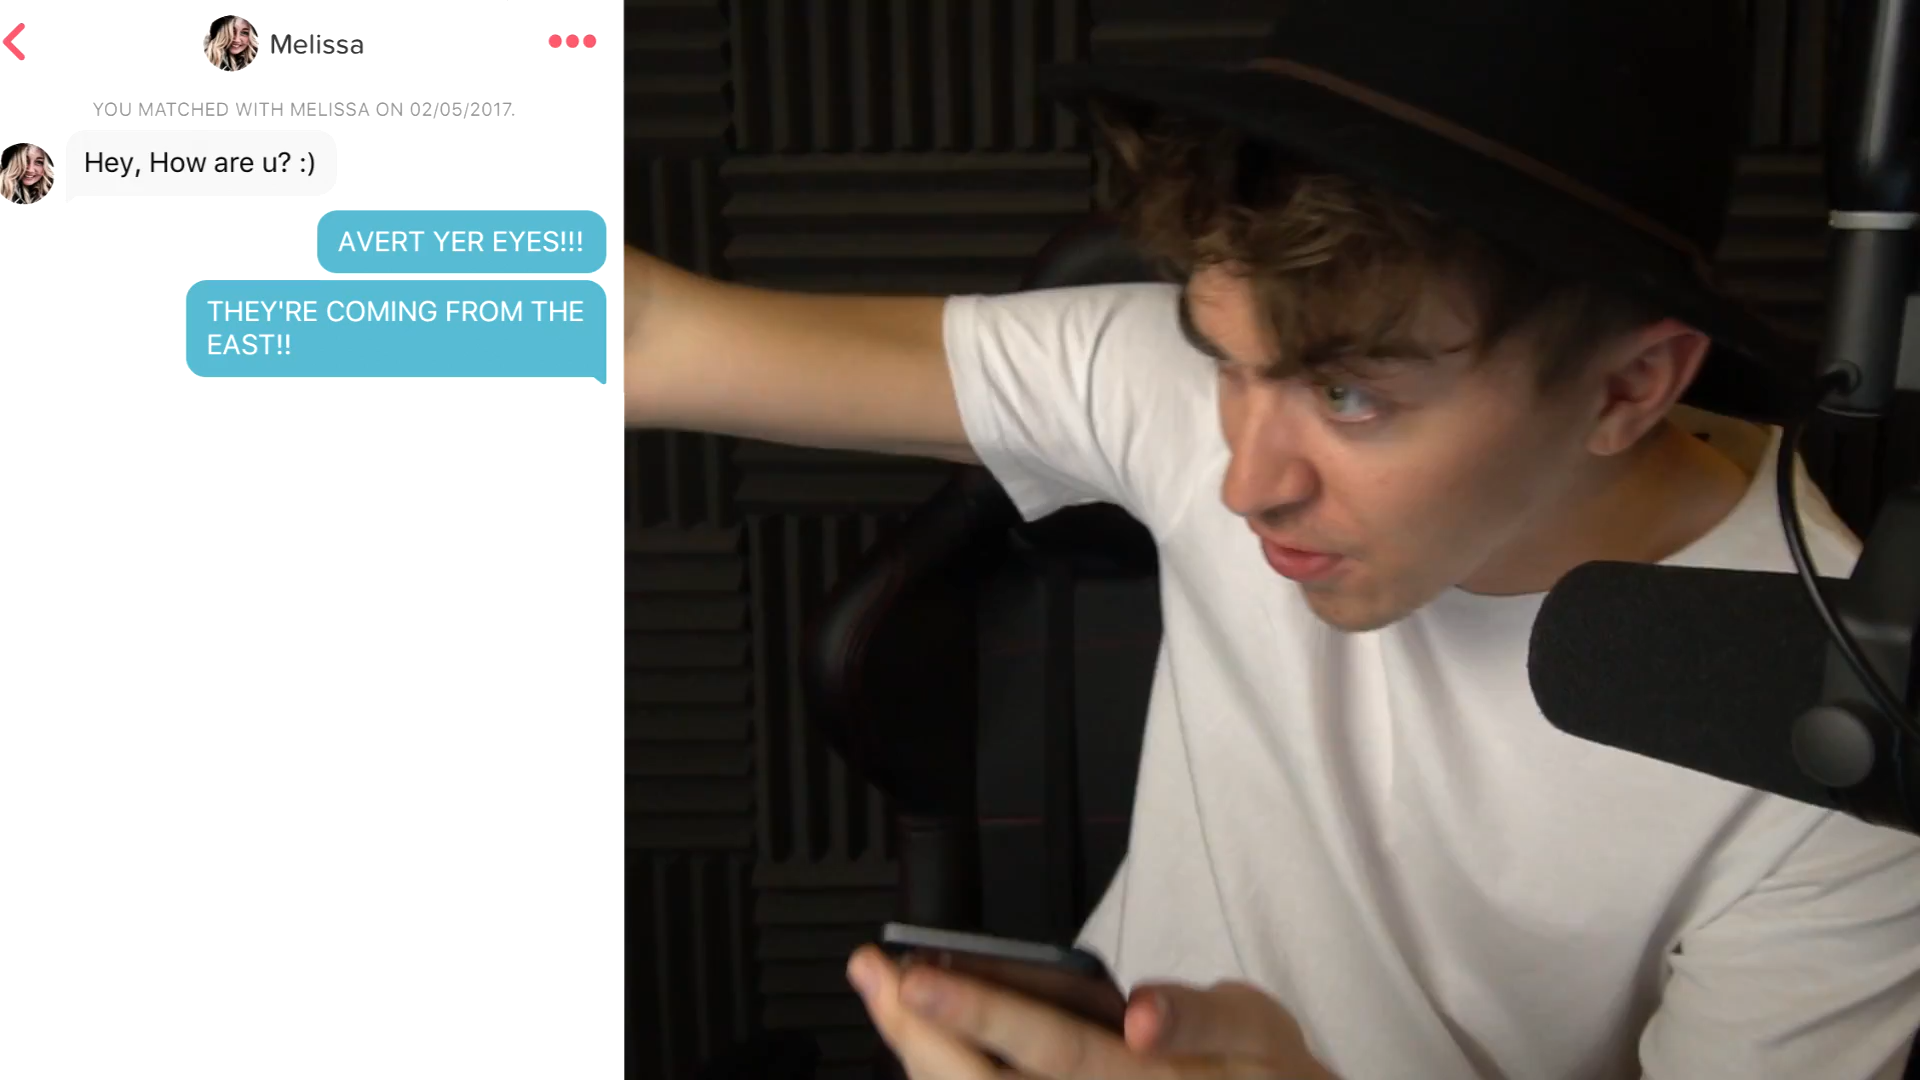 Melissa
YOU MATCHED WITH MELISSA ON 02/05/2017.
Hey, How are u? :)
AVERT YER EYES!!!
THEY'RE COMING FROM THE
EAST!!